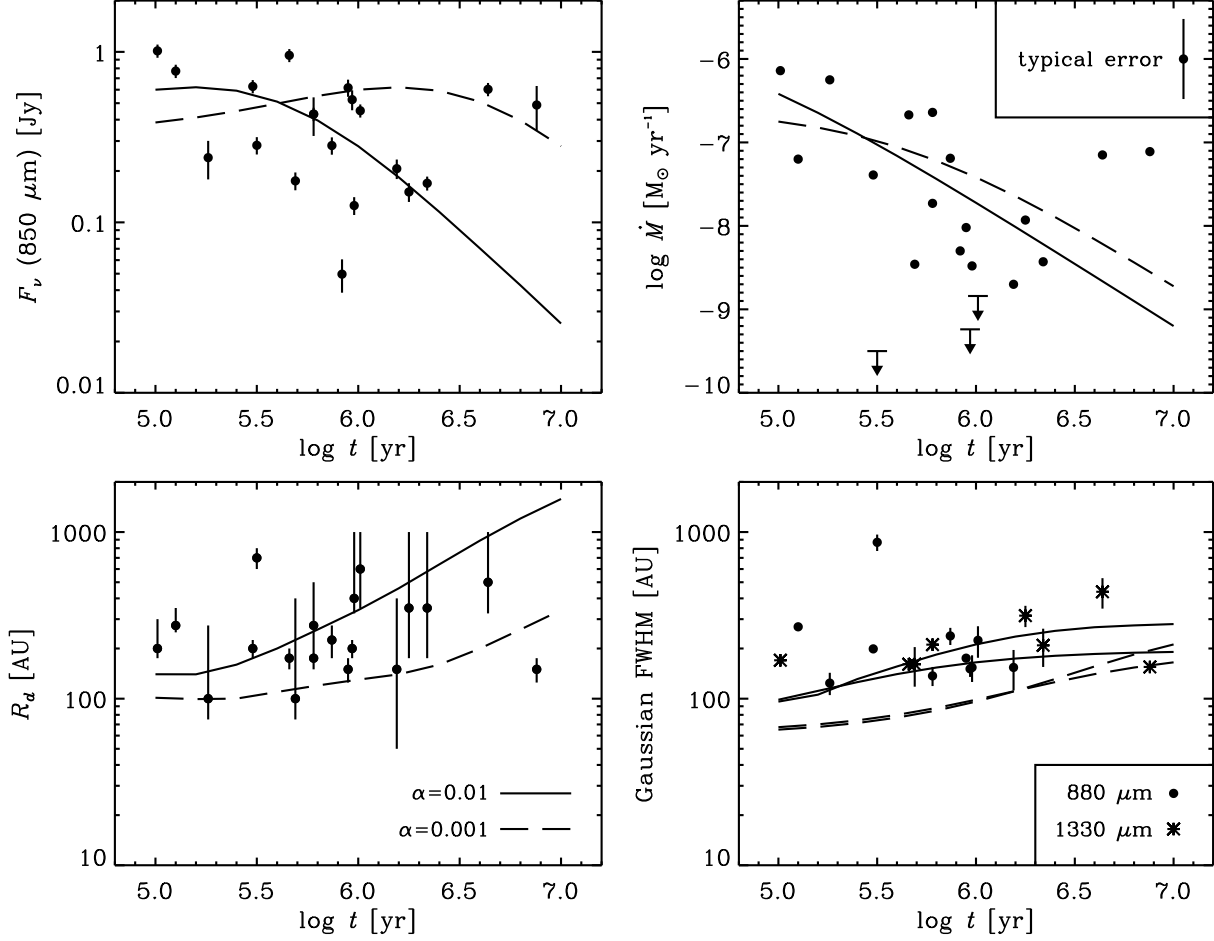 F_ν (850 μm) [Jy]
1
0.1
0.01
5.0 5.5 6.0 6.5 7.0
log t [yr]
log Ṁ [M⊙ yr⁻¹]
typical error
−6
−7
−8
−9
−10
5.0 5.5 6.0 6.5 7.0
log t [yr]
R_d [AU]
1000
100
10
α=0.01
α=0.001
5.0 5.5 6.0 6.5 7.0
log t [yr]
Gaussian FWHM [AU]
1000
100
10
880 μm
1330 μm
5.0 5.5 6.0 6.5 7.0
log t [yr]